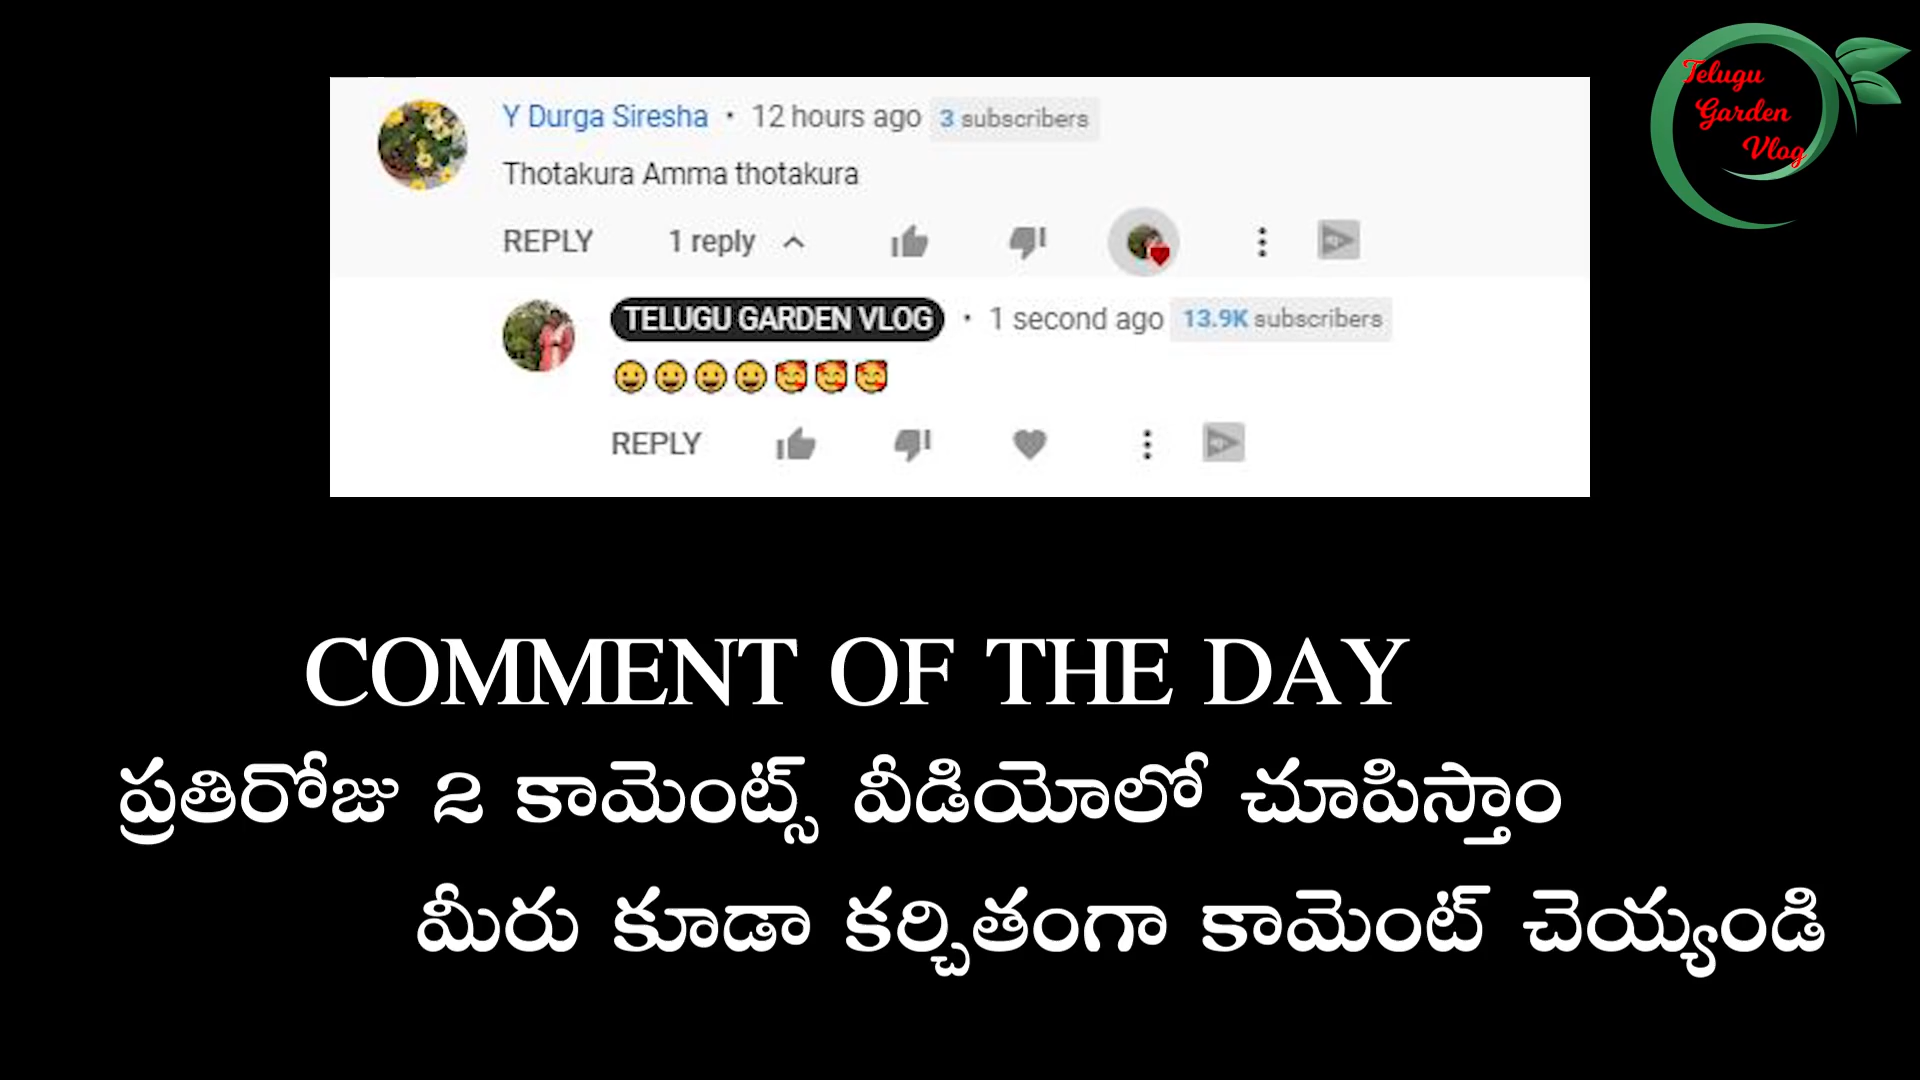 Telugu
Garden
Vlog
Y Durga Siresha • 12 hours ago 3 subscribers
Thotakura Amma thotakura
REPLY 1 reply
TELUGU GARDEN VLOG • 1 second ago 13.9K subscribers
😀😀😀😀🥰🥰🥰
REPLY
COMMENT OF THE DAY
ప్రతిరోజు 2 కామెంట్స్ వీడియోలో చూపిస్తాం
మీరు కూడా కర్చితంగా కామెంట్ చెయ్యండి